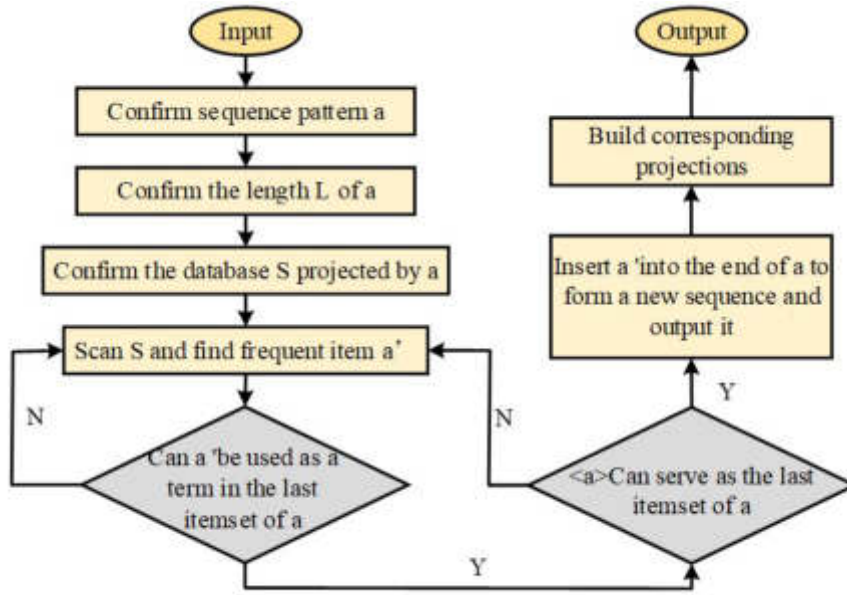 Input
Confirm sequence pattern a
Confirm the length L of a
Confirm the database S projected by a
Scan S and find frequent item a'
N
Can a 'be used as a
term in the last
itemset of a
Y
Output
Build corresponding
projections
Insert a 'into the end of a to
form a new sequence and
output it
Y
N
<a>Can serve as the last
itemset of a